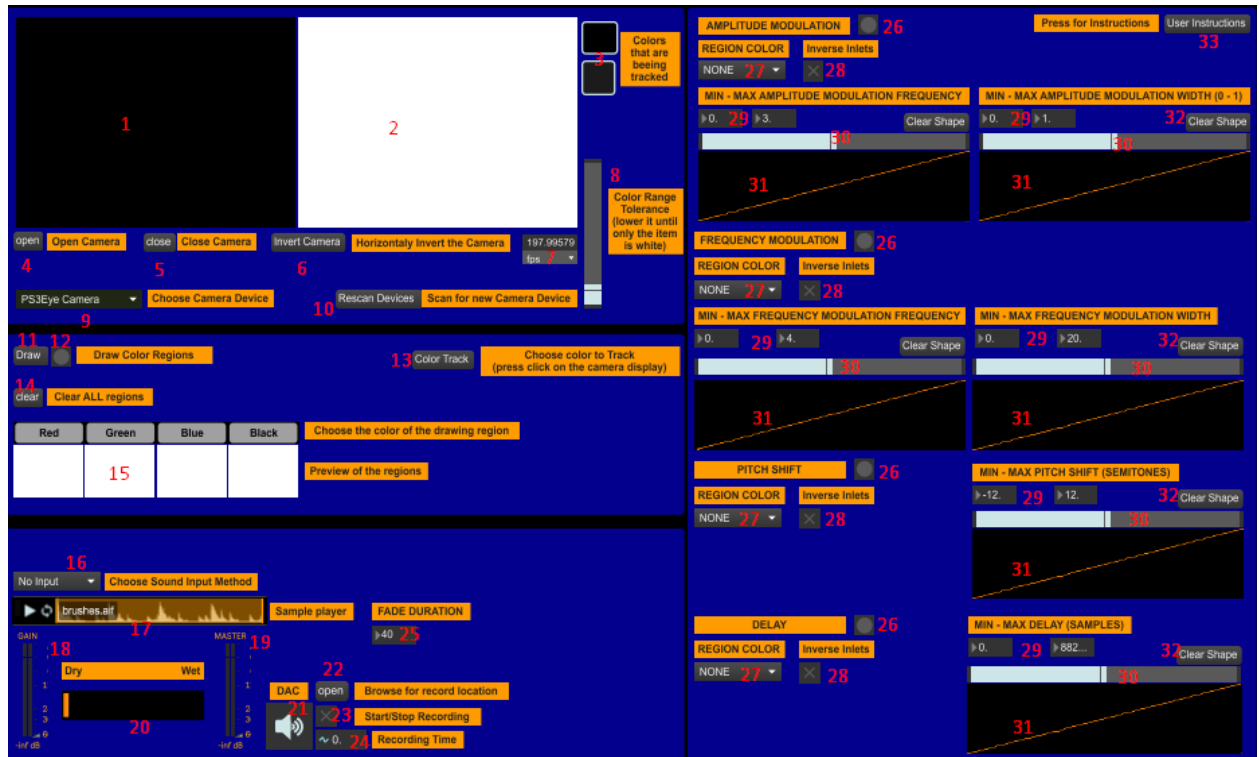 1
2
3
Colors
that are
beeing
tracked
8
Color Range
Tolerance
(lower it until
only the item
is white)
open
Open Camera
close
Close Camera
Invert Camera
Horizontaly Invert the Camera
197.99579
fps
7
4
5
6
PS3Eye Camera
Choose Camera Device
9
10
Rescan Devices
Scan for new Camera Device
11
12
Draw
Draw Color Regions
13
Color Track
Choose color to Track
(press click on the camera display)
14
clear
Clear ALL regions
Red
Green
Blue
Black
Choose the color of the drawing region
15
Preview of the regions
16
No Input
Choose Sound Input Method
brushes.aif
17
Sample player
FADE DURATION
40
25
GAIN
18
MASTER
19
Dry
Wet
20
-inf dB
-inf dB
DAC
21
22
open
Browse for record location
23
Start/Stop Recording
0.
24
Recording Time
AMPLITUDE MODULATION
26
Press for Instructions
User Instructions
33
REGION COLOR
Inverse Inlets
NONE
27
28
MIN - MAX AMPLITUDE MODULATION FREQUENCY
0.
29
3.
Clear Shape
30
31
MIN - MAX AMPLITUDE MODULATION WIDTH (0 - 1)
0.
29
1.
32
Clear Shape
30
31
FREQUENCY MODULATION
26
REGION COLOR
Inverse Inlets
NONE
27
28
MIN - MAX FREQUENCY MODULATION FREQUENCY
0.
29
4.
Clear Shape
30
31
MIN - MAX FREQUENCY MODULATION WIDTH
0.
29
20.
32
Clear Shape
30
31
PITCH SHIFT
26
REGION COLOR
Inverse Inlets
NONE
27
28
MIN - MAX PITCH SHIFT (SEMITONES)
-12.
29
12.
32
Clear Shape
30
31
DELAY
26
REGION COLOR
Inverse Inlets
NONE
27
28
MIN - MAX DELAY (SAMPLES)
0.
29
882...
32
Clear Shape
30
31